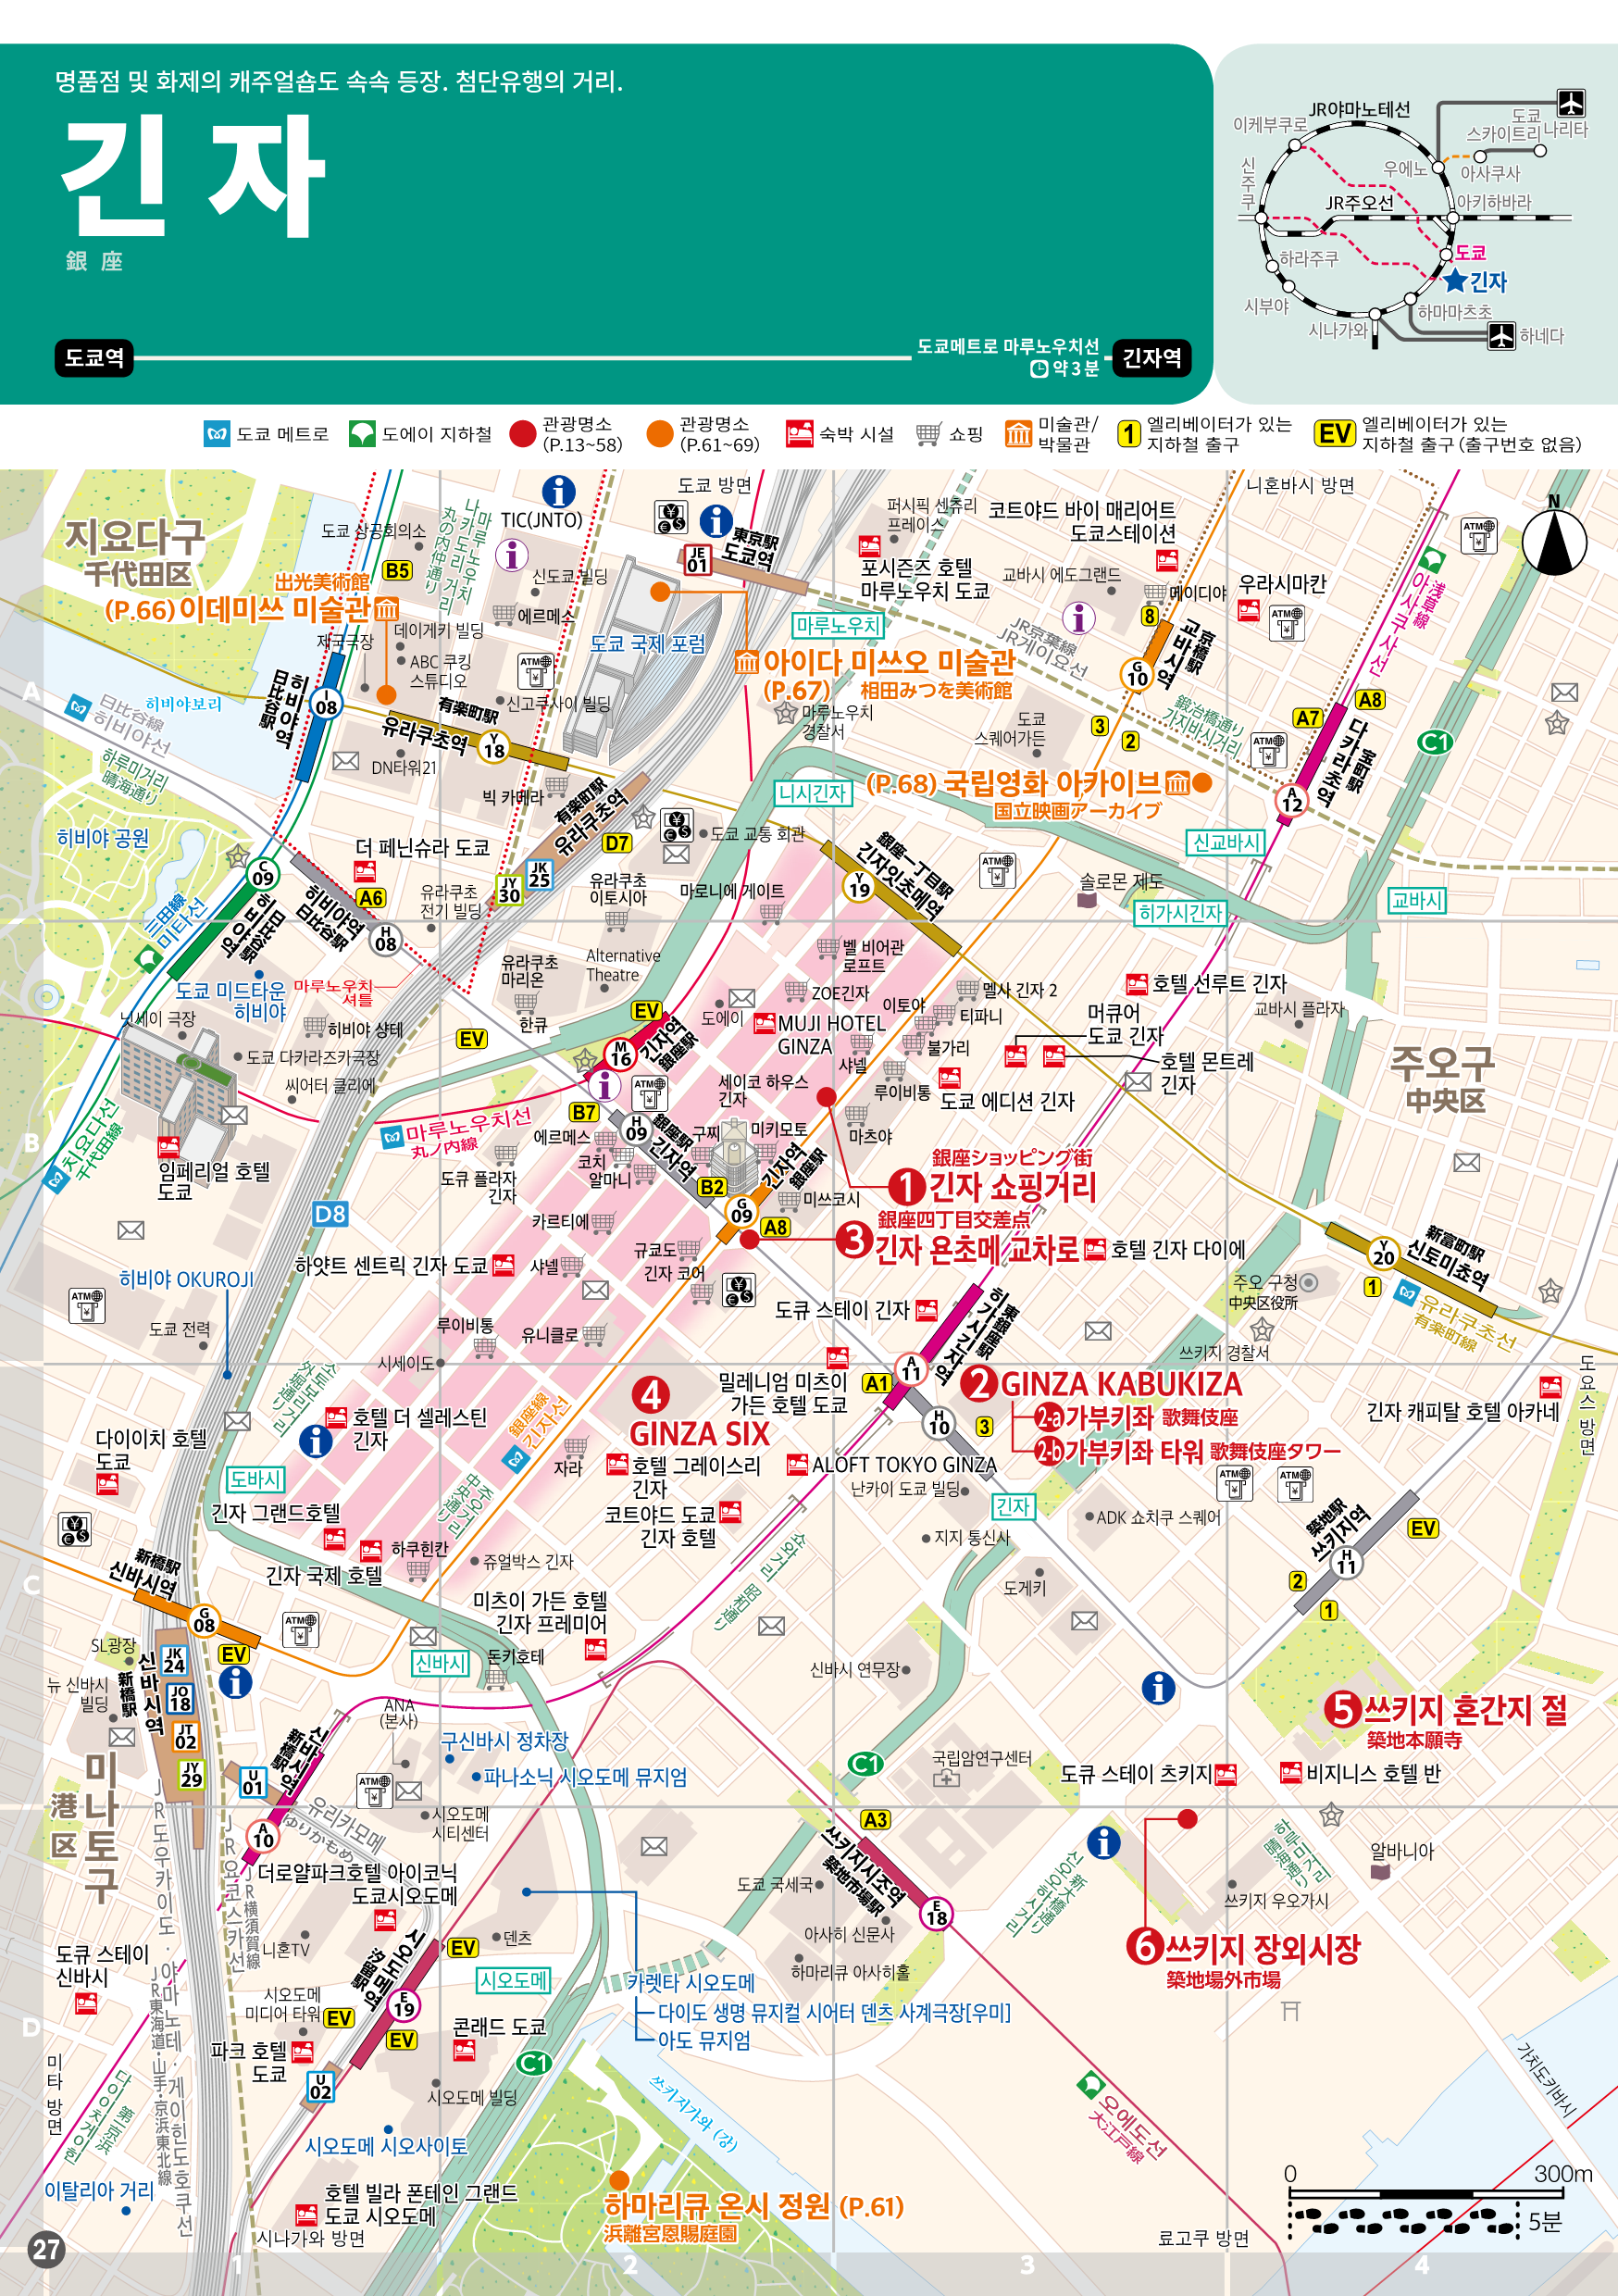 명품점 및 화제의 캐주얼숍도 속속 등장. 첨단유행의 거리.
긴 자
銀 座
도쿄역
도쿄메트로 마루노우치선
약 3 분
긴자역
JR야마노테선
이케부쿠로
도쿄
스카이트리
나리타
신주쿠
우에노
아사쿠사
JR주오선
아키하바라
하라주쿠
도쿄
긴자
시부야
하마마츠초
시나가와
하네다
도쿄 메트로
도에이 지하철
관광명소
(P.13~58)
관광명소
(P.61~69)
숙박 시설
쇼핑
미술관/
박물관
1
엘리베이터가 있는
지하철 출구
EV
엘리베이터가 있는
지하철 출구 (출구번호 없음)
지요다구
千代田区
도쿄 상공회의소
마루노우치
나카도리 거리
丸の内仲通り
TIC(JNTO)
도쿄 방면
東京駅
도쿄역
JE
01
B5
出光美術館
(P.66) 이데미쓰 미술관
신도쿄 빌딩
에르메스
제국극장
데이게키 빌딩
ABC 쿠킹
스튜디오
ATM
신고쿠사이 빌딩
도쿄 국제 포럼
퍼시픽 센츄리
프레이스
포시즌즈 호텔
마루노우치 도쿄
코트야드 바이 매리어트
도쿄스테이션
교바시 에도그랜드
메이디야
니혼바시 방면
우라시마칸
ATM
ATM
N
浅草線
아사쿠사선
마루노우치
JR京葉線
JR게이요선
8
교바시역
京橋駅
G
10
아이다 미쓰오 미술관
(P.67)
相田みつを美術館
마루노우치
경찰서
도쿄
스퀘어가든
3
2
鍛冶橋通り
가지바시거리
A7
A8
ATM
다카라초역
宝町駅
A
12
C1
A
日比谷線
히비야선
히비야보리
하루미거리
晴海通り
히비야역
日比谷駅
I
08
有楽町駅
유라쿠초역
Y
18
DN타워21
빅 카메라
有楽町駅
유라쿠초역
D7
도쿄 교통 회관
니시긴자
(P.68) 국립영화 아카이브
国立映画アーカイブ
신교바시
히비야 공원
더 페닌슈라 도쿄
C
09
A6
유라쿠초
전기 빌딩
JY
30
JK
25
유라쿠초
이토시아
마로니에 게이트
銀座一丁目駅
긴자잇초메역
Y
19
ATM
솔로몬 제도
히가시긴자
교바시
三田線
미타선
히비야역
日比谷駅
히비야역
日比谷駅
H
08
도쿄 미드타운
히비야
마루노우치
셔틀
유라쿠초
마리온
Alternative
Theatre
벨 비어관
로프트
ZOE긴자
이토야
멜사 긴자 2
티파니
호텔 선루트 긴자
머큐어
도쿄 긴자
교바시 플라자
닛세이 극장
히비야 샹테
한큐
EV
EV
도에이
MUJI HOTEL
GINZA
샤넬
불가리
루이비통
호텔 몬트레
긴자
주오구
中央区
도쿄 다카라즈카극장
씨어터 크리에
M
16
긴자역
銀座駅
ATM
B7
세이코 하우스
긴자
도쿄 에디션 긴자
마츠야
B
치요다선
千代田線
임페리얼 호텔
도쿄
마루노우치선
丸ノ内線
H
09
銀座駅
긴자역
에르메스
코치
알마니
도큐 플라자
긴자
구찌
미키모토
긴자역
銀座駅
B2
G
09
A8
미쓰코시
銀座ショッピング街
1 긴자 쇼핑거리
銀座四丁目交差点
3 긴자 욘초메 교차로
호텔 긴자 다이에
D8
카르티에
규쿄도
긴자 코어
하얏트 센트릭 긴자 도쿄
샤넬
히비야 OKUROJI
ATM
도쿄 전력
루이비통
유니클로
시세이도
도큐 스테이 긴자
東銀座駅
히가시긴자역
A
11
주오 구청
中央区役所
쓰키지 경찰서
Y
20
新富町駅
신토미초역
1
유라쿠초선
有楽町線
도요스 방면
소토보리거리
外堀通り
밀레니엄 미츠이
가든 호텔 도쿄
A1
2 GINZA KABUKIZA
2-a 가부키좌 歌舞伎座
2-b 가부키좌 타워 歌舞伎座タワー
긴자 캐피탈 호텔 아카네
호텔 더 셀레스틴
긴자
銀座線
긴자선
4
GINZA SIX
H
10
3
다이이치 호텔
도쿄
도바시
긴자 그랜드호텔
자라
中央通り
주오거리
호텔 그레이스리
긴자
코트야드 도쿄
긴자 호텔
ALOFT TOKYO GINZA
난카이 도쿄 빌딩
긴자
지지 통신사
ADK 쇼치쿠 스퀘어
ATM
ATM
築地駅
쓰키지역
H
11
EV
2
1
C
新橋駅
신바시역
G
08
긴자 국제 호텔
하쿠힌칸
쥬얼박스 긴자
쇼와거리
昭和通り
도게키
미츠이 가든 호텔
긴자 프레미어
ATM
EV
신바시
돈키호테
신바시 연무장
SL광장
뉴 신바시
빌딩
신바시역
新橋駅
JK
24
JO
18
JT
02
JY
29
ANA
(본사)
구신바시 정차장
파나소닉 시오도메 뮤지엄
신바시역
新橋駅
U
01
A
10
ATM
시오도메
시티센터
유리카모메
ゆりかもめ
C1
국립암연구센터
5 쓰키지 혼간지 절
築地本願寺
도큐 스테이 츠키지
비지니스 호텔 반
미나토구
港区
A3
쓰키지시조역
築地市場駅
E
18
도쿄 국세국
아사히 신문사
하마리큐 아사히홀
신오하시거리
新大橋通り
하루미거리
晴海通り
알바니아
쓰키지 우오가시
6 쓰키지 장외시장
築地場外市場
더로얄파크호텔 아이코닉
도쿄시오도메
니혼TV
덴츠
EV
시오도메역
汐留駅
E
19
시오도메
도큐 스테이
신바시
JR요코스카선
JR横須賀線
JR도우카이도·야마노테·게이힌도호쿠선
JR東海道·山手·京浜東北線
시오도메
미디어 타워
EV
EV
카렛타 시오도메
다이도 생명 뮤지컬 시어터 덴츠 사계극장[우미]
아도 뮤지엄
D
파크 호텔
도쿄
콘래드 도쿄
U
02
시오도메 빌딩
C1
미타 방면
다이치게이힌
第一京浜
시오도메 시오사이토
쓰키지가와 (강)
오에도선
大江戸線
가치도키바시
이탈리아 거리
호텔 빌라 폰테인 그랜드
도쿄 시오도메
시나가와 방면
하마리큐 온시 정원 (P.61)
浜離宮恩賜庭園
료고쿠 방면
0 300m
5분
27
1 2 3 4